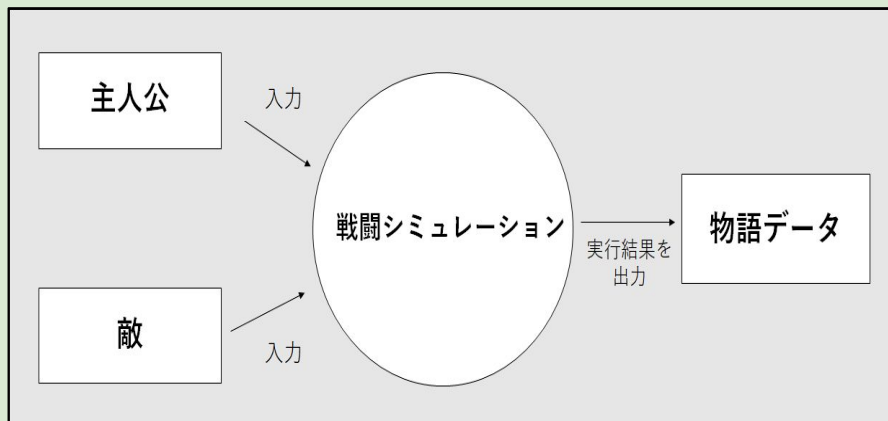 主人公
入力
戦闘シミュレーション
実行結果を
出力
物語データ
敵
入力